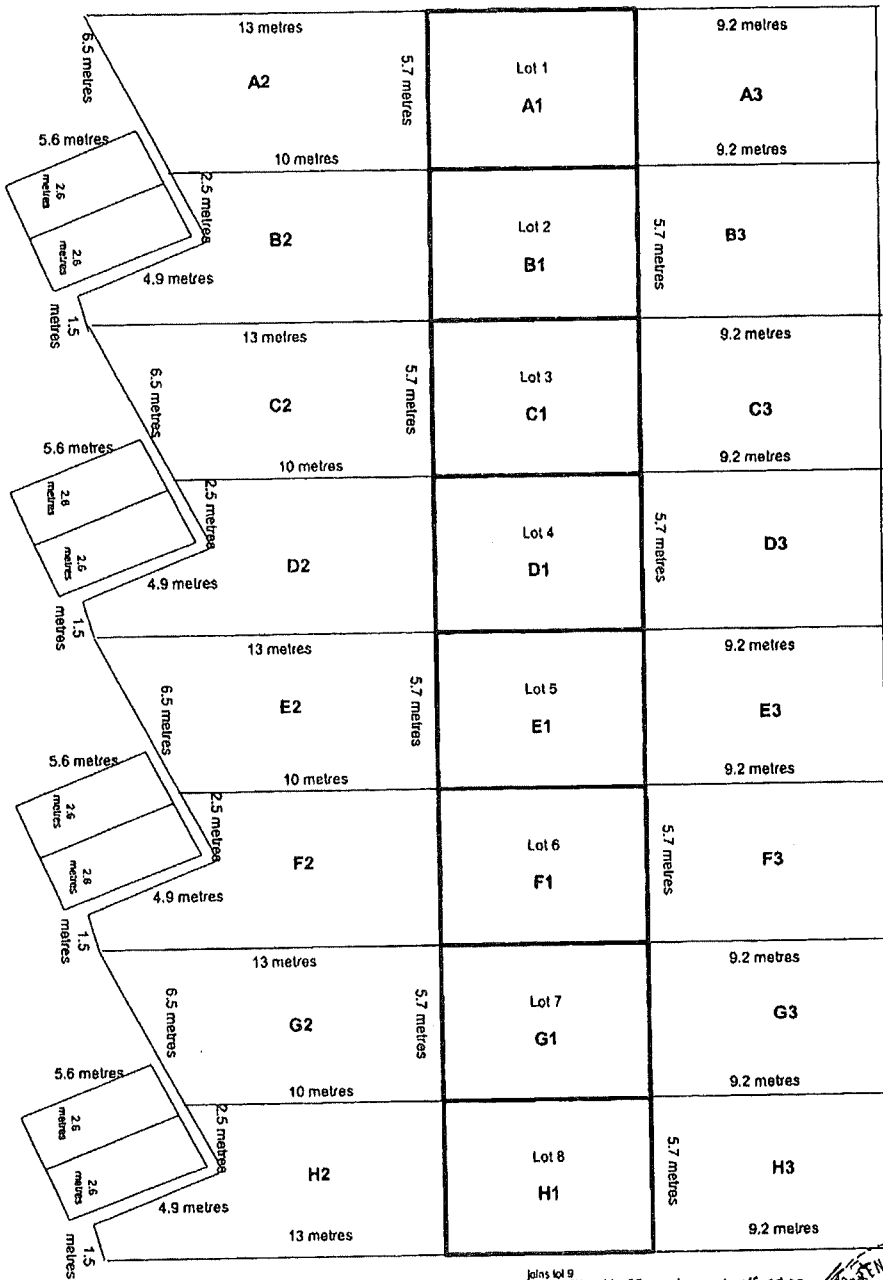 13 metres
9.2 metres
6.5 metres
A2
5.7 metres
Lot 1
A1
A3
5.6 metres
10 metres
9.2 metres
2.6 metres
2.6 metres
2.5 metres
B2
Lot 2
B1
5.7 metres
B3
4.9 metres
1.5 metres
13 metres
9.2 metres
6.5 metres
C2
5.7 metres
Lot 3
C1
C3
5.6 metres
10 metres
9.2 metres
2.6 metres
2.6 metres
2.5 metres
D2
Lot 4
D1
5.7 metres
D3
4.9 metres
1.5 metres
13 metres
9.2 metres
6.5 metres
E2
5.7 metres
Lot 5
E1
E3
5.6 metres
10 metres
9.2 metres
2.6 metres
2.6 metres
2.5 metres
F2
Lot 6
F1
5.7 metres
F3
4.9 metres
1.5 metres
13 metres
9.2 metres
6.5 metres
G2
5.7 metres
Lot 7
G1
G3
5.6 metres
10 metres
9.2 metres
2.6 metres
2.6 metres
2.5 metres
H2
Lot 8
H1
5.7 metres
H3
4.9 metres
13 metres
9.2 metres
1.5 metres
joins lot 9